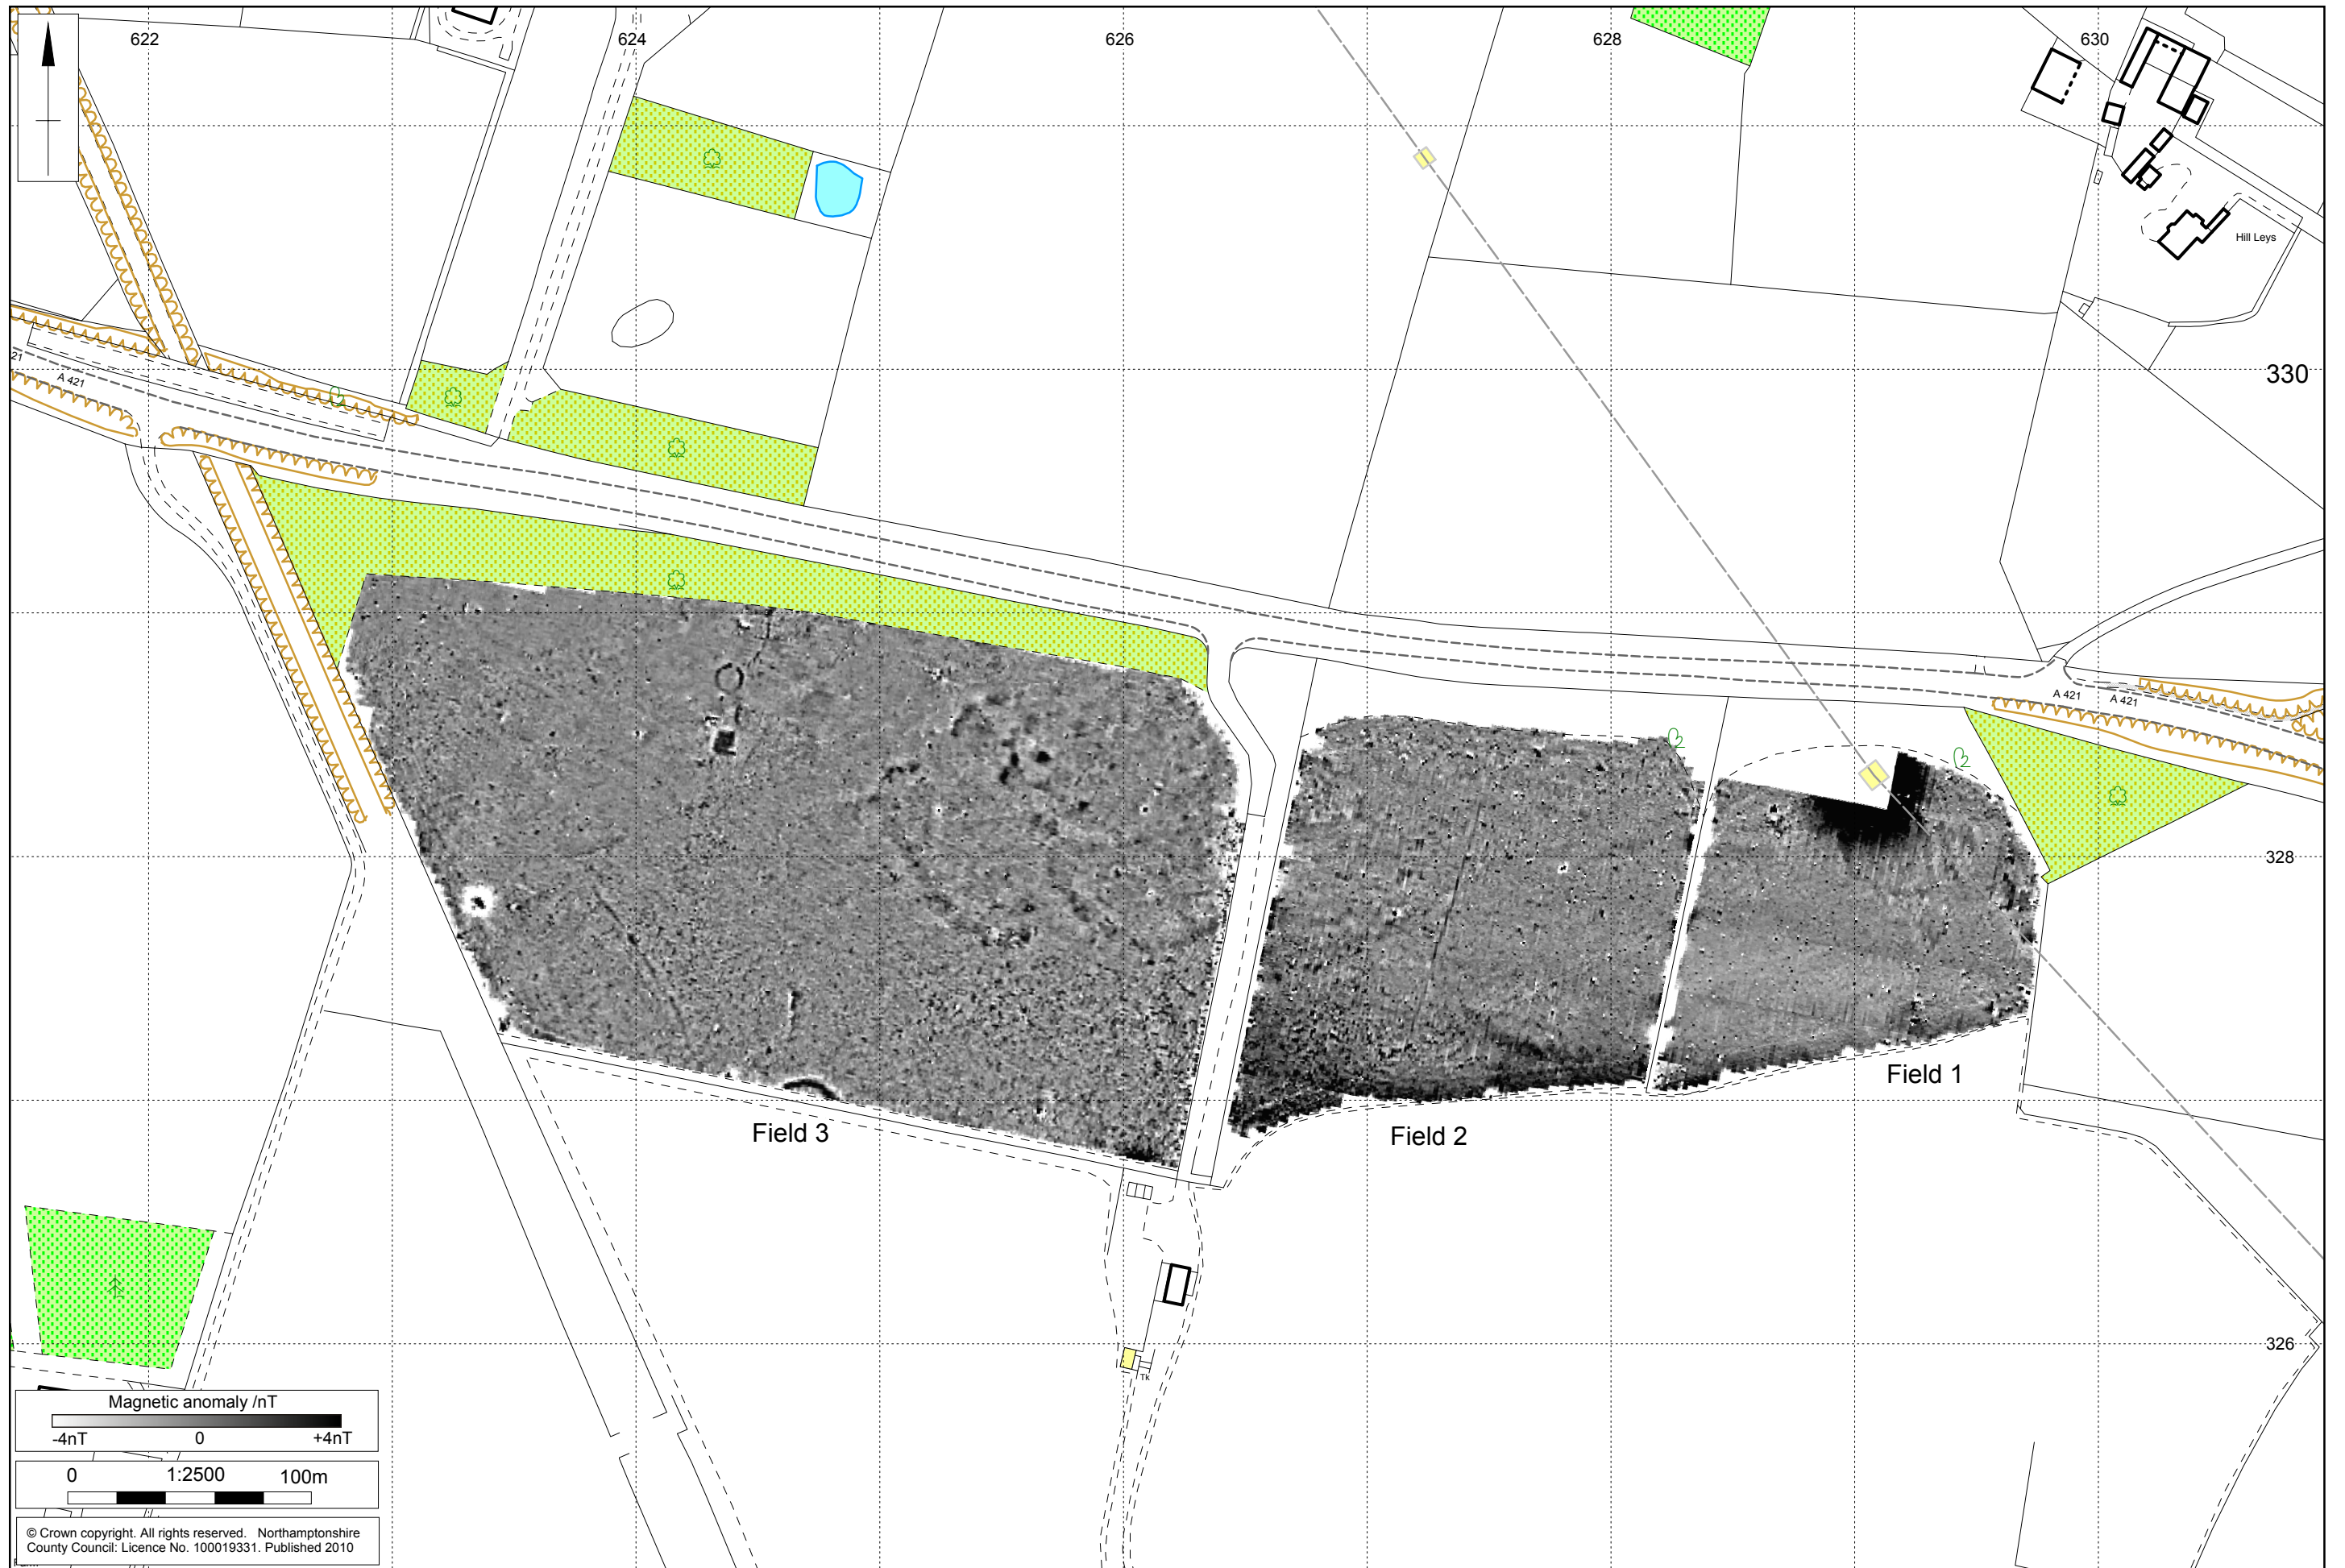 622
624
626
628
630
Hill Leys
21
A 421
330
A 421
A 421
328
Field 1
Field 3
Field 2
326
Tk
Magnetic anomaly /nT
-4nT 0 +4nT
0 1:2500 100m
© Crown copyright. All rights reserved. Northamptonshire
County Council: Licence No. 100019331. Published 2010